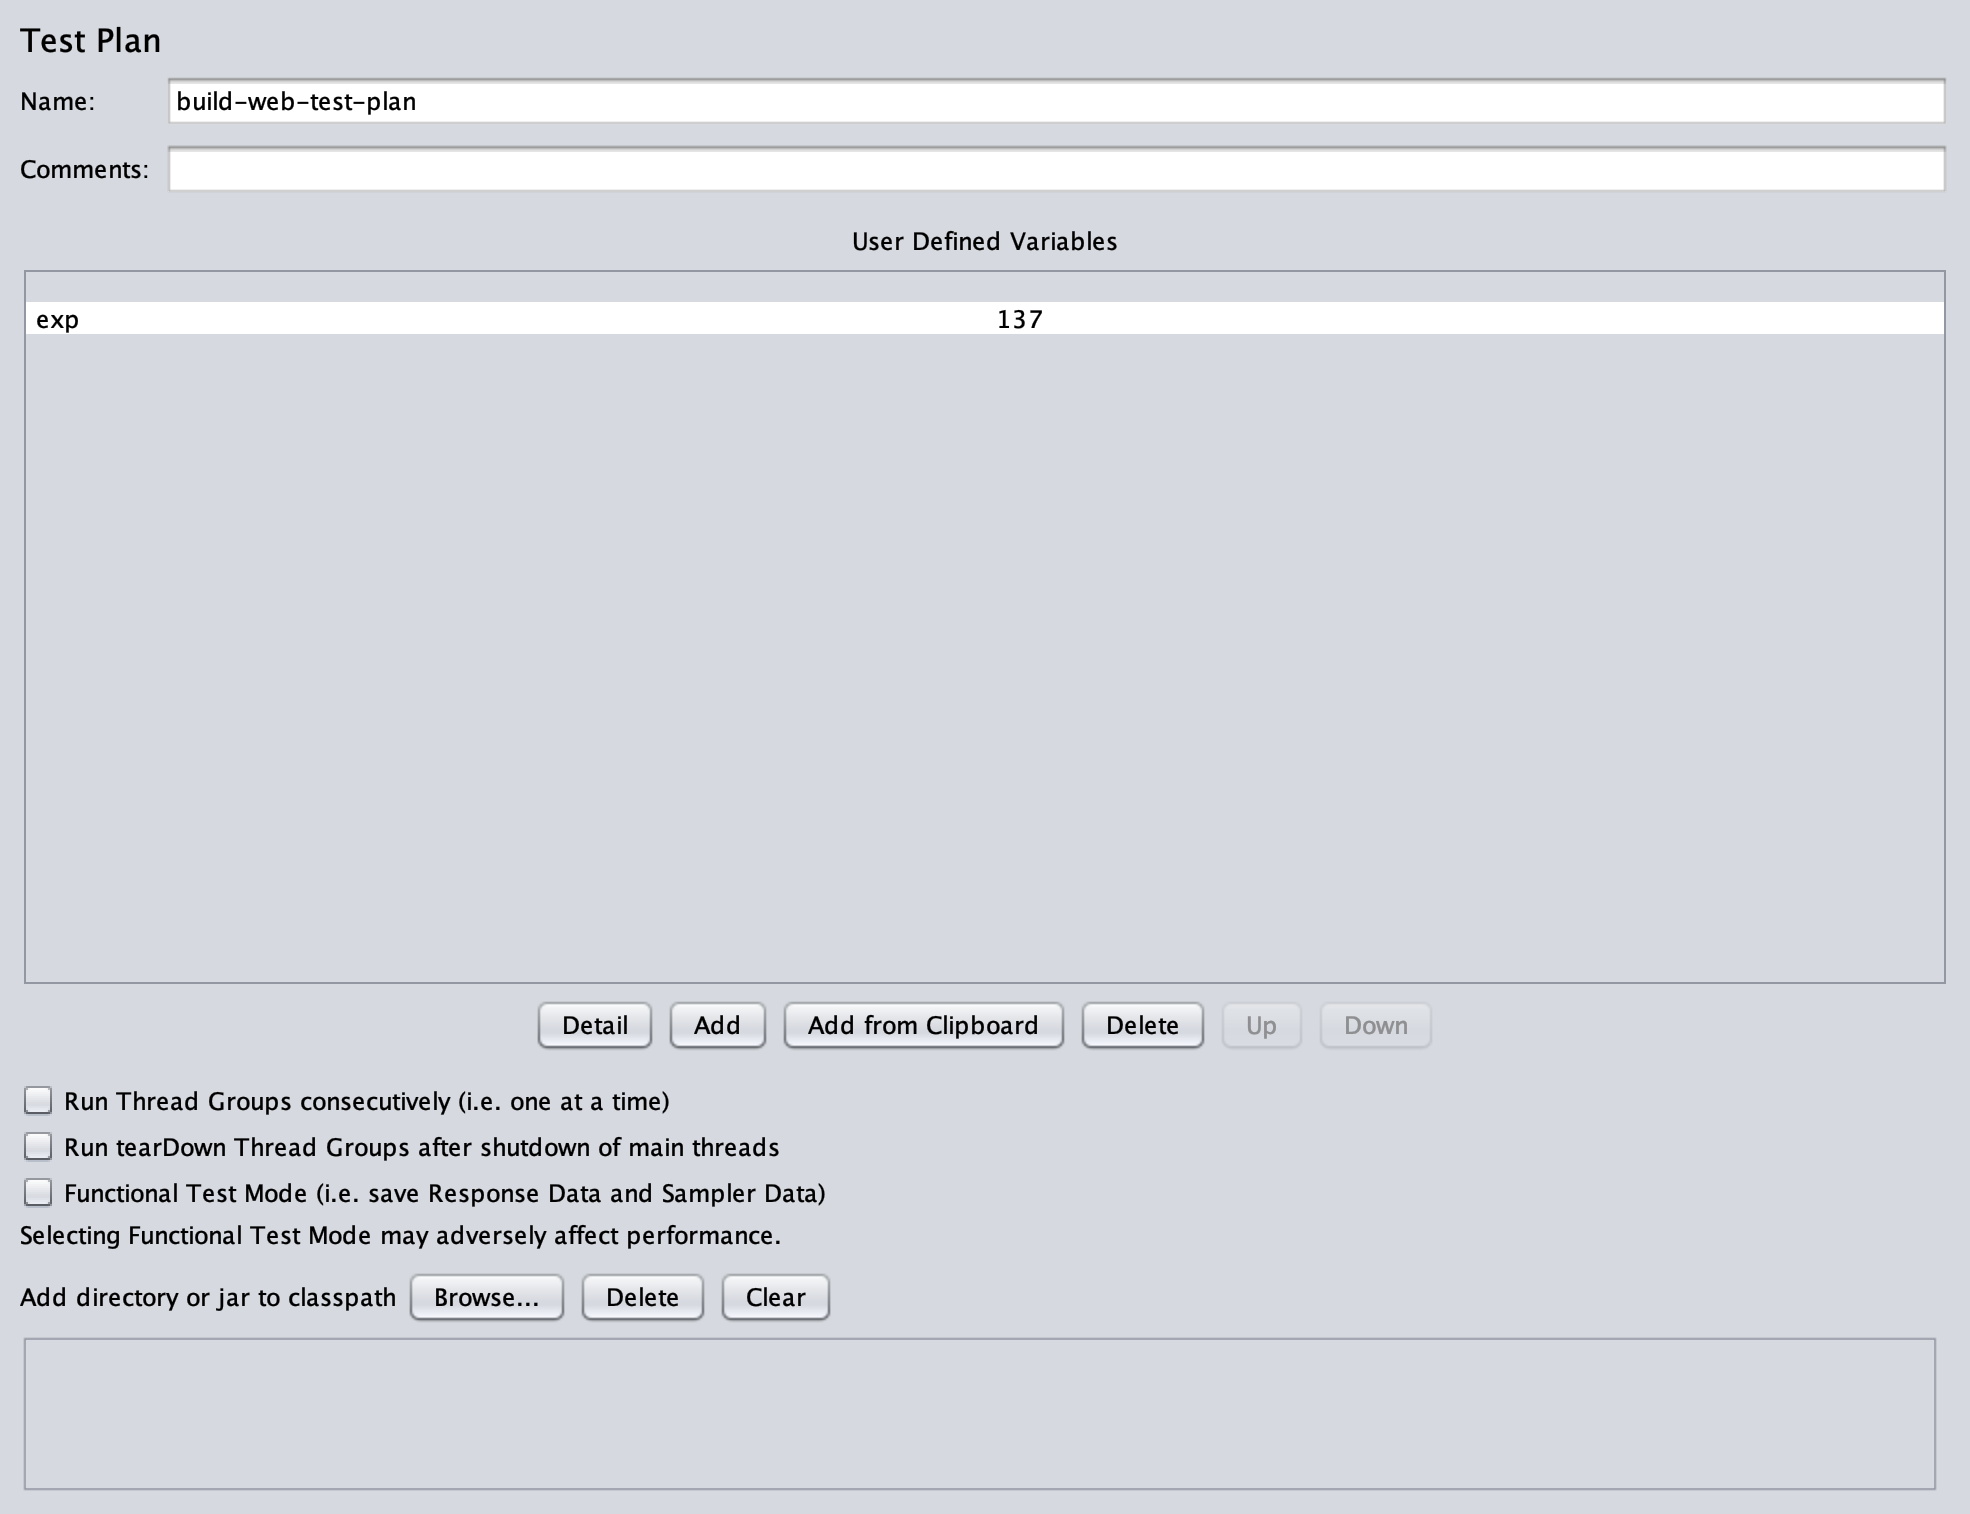 Test Plan
Name: build-web-test-plan
Comments:
User Defined Variables
exp 137
Detail Add Add from Clipboard Delete Up Down
Run Thread Groups consecutively (i.e. one at a time)
Run tearDown Thread Groups after shutdown of main threads
Functional Test Mode (i.e. save Response Data and Sampler Data)
Selecting Functional Test Mode may adversely affect performance.
Add directory or jar to classpath Browse... Delete Clear